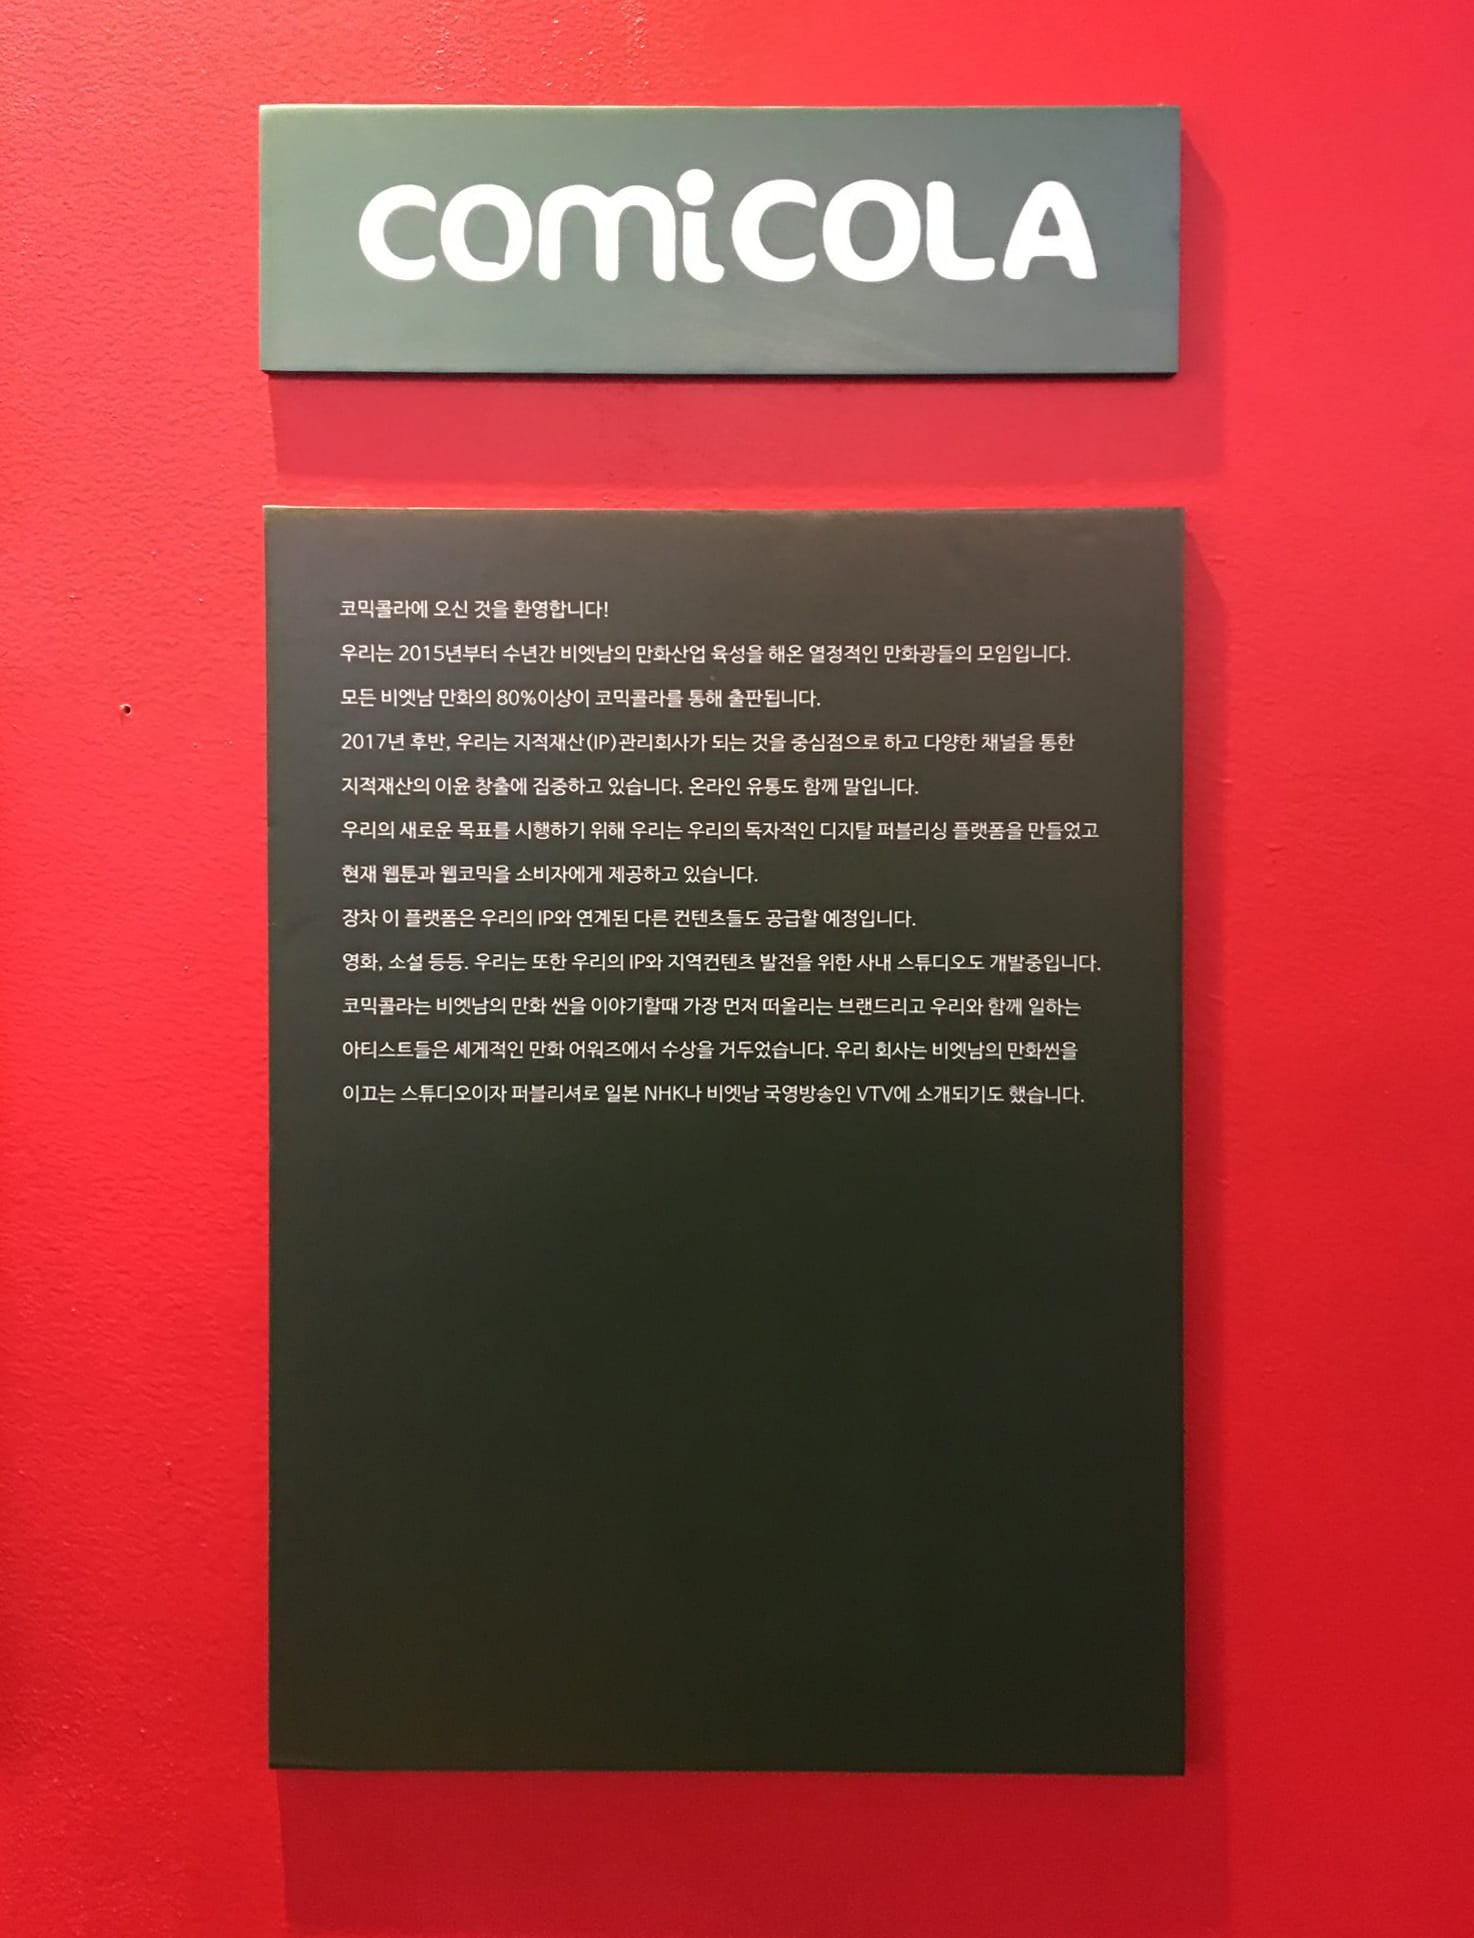 comiCOLA
코믹콜라에 오신 것을 환영합니다!
우리는 2015년부터 수년간 비엣남의 만화산업 육성을 해온 열정적인 만화광들의 모임입니다.
모든 비엣남 만화의 80%이상이 코믹콜라를 통해 출판됩니다.
2017년 후반, 우리는 지적재산(IP)관리회사가 되는 것을 중심점으로 하고 다양한 채널을 통한
지적재산의 이윤 창출에 집중하고 있습니다. 온라인 유통도 함께 말입니다.
우리의 새로운 목표를 시행하기 위해 우리는 우리의 독자적인 디지탈 퍼블리싱 플랫폼을 만들었고
현재 웹툰과 웹코믹을 소비자에게 제공하고 있습니다.
장차 이 플랫폼은 우리의 IP와 연계된 다른 컨텐츠들도 공급할 예정입니다.
영화, 소설 등등. 우리는 또한 우리의 IP와 지역컨텐츠 발전을 위한 사내 스튜디오도 개발중입니다.
코믹콜라는 비엣남의 만화 씬을 이야기할때 가장 먼저 떠올리는 브랜드리고 우리와 함께 일하는
아티스트들은 셰게적인 만화 어워즈에서 수상을 거두었습니다. 우리 회사는 비엣남의 만화씬을
이끄는 스튜디오이자 퍼블리셔로 일본 NHK나 비엣남 국영방송인 VTV에 소개되기도 했습니다.